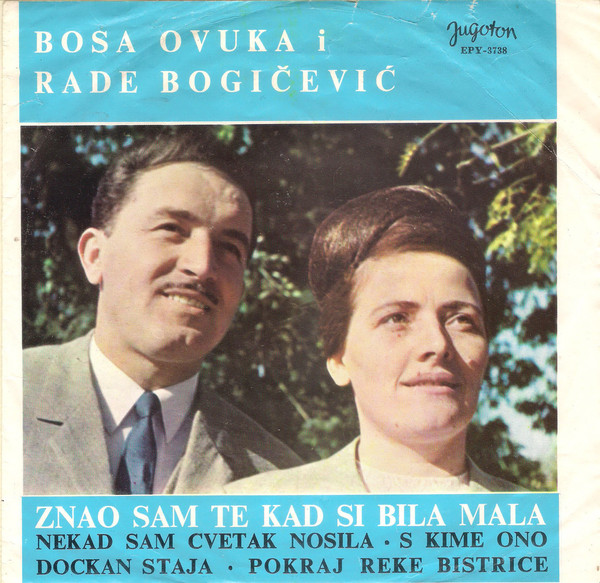 BOSA OVUKA i
RADE BOGIČEVIĆ
Jugoton
EPY-3738
ZNAO SAM TE KAD SI BILA MALA
NEKAD SAM CVETAK NOSILA · S KIME ONO
DOCKAN STAJA · POKRAJ REKE BISTRICE